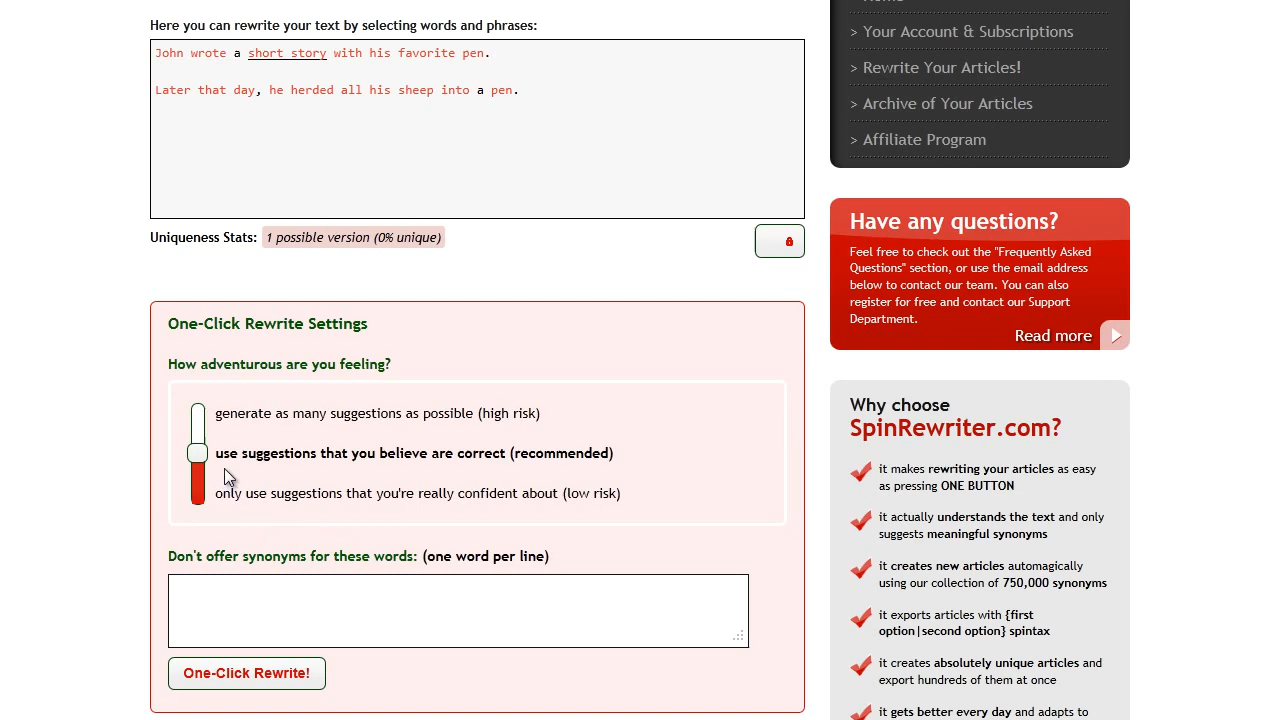 Here you can rewrite your text by selecting words and phrases:
John wrote a short story with his favorite pen.
Later that day, he herded all his sheep into a pen.
Uniqueness Stats: 1 possible version (0% unique)
One-Click Rewrite Settings
How adventurous are you feeling?
generate as many suggestions as possible (high risk)
use suggestions that you believe are correct (recommended)
only use suggestions that you're really confident about (low risk)
Don't offer synonyms for these words: (one word per line)
One-Click Rewrite!
> Your Account & Subscriptions
> Rewrite Your Articles!
> Archive of Your Articles
> Affiliate Program
Have any questions?
Feel free to check out the "Frequently Asked
Questions" section, or use the email address
below to contact our team. You can also
register for free and contact our Support
Department.
Read more
Why choose
SpinRewriter.com?
it makes rewriting your articles as easy
as pressing ONE BUTTON
it actually understands the text and only
suggests meaningful synonyms
it creates new articles automagically
using our collection of 750,000 synonyms
it exports articles with {first
option|second option} spintax
it creates absolutely unique articles and
export hundreds of them at once
it gets better every day and adapts to